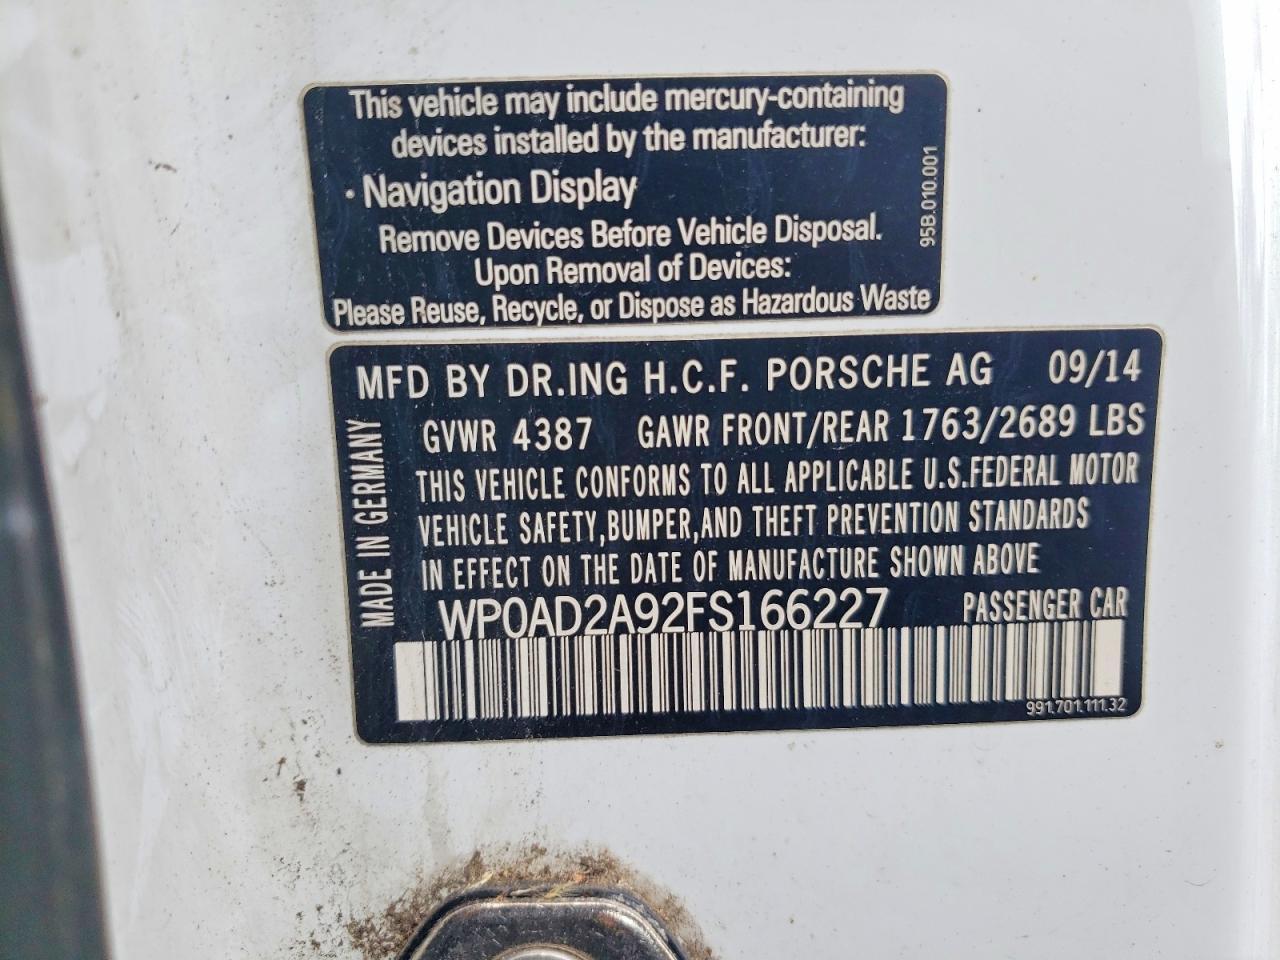 This vehicle may include mercury-containing
devices installed by the manufacturer:
• Navigation Display
Remove Devices Before Vehicle Disposal.
Upon Removal of Devices:
Please Reuse, Recycle, or Dispose as Hazardous Waste
95B.010.001
MFD BY DR.ING H.C.F. PORSCHE AG 09/14
GVWR 4387 GAWR FRONT/REAR 1763/2689 LBS
THIS VEHICLE CONFORMS TO ALL APPLICABLE U.S.FEDERAL MOTOR
VEHICLE SAFETY,BUMPER,AND THEFT PREVENTION STANDARDS
IN EFFECT ON THE DATE OF MANUFACTURE SHOWN ABOVE
WP0AD2A92FS166227 PASSENGER CAR
MADE IN GERMANY
991.701.111.32